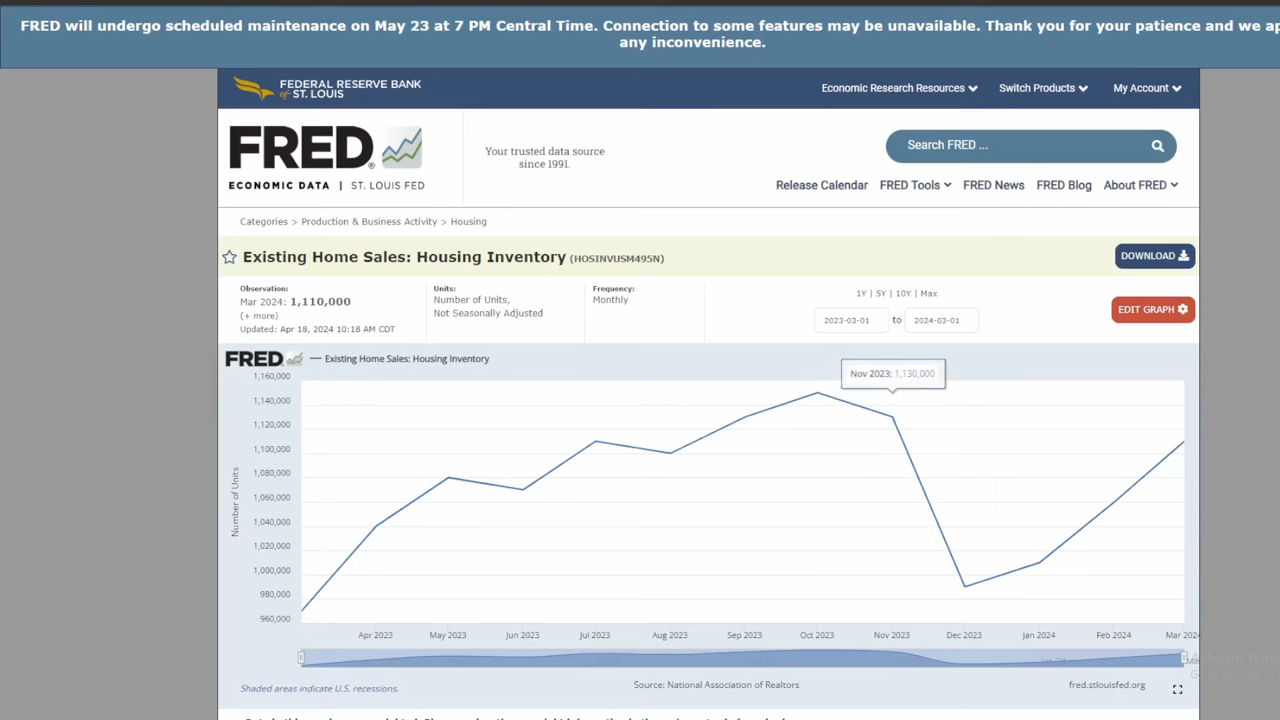 FRED will undergo scheduled maintenance on May 23 at 7 PM Central Time. Connection to some features may be unavailable. Thank you for your patience and we
any inconvenience.
FEDERAL RESERVE BANK
of ST. LOUIS
Economic Research Resources
Switch Products
My Account
FRED®
ECONOMIC DATA | ST. LOUIS FED
Your trusted data source
since 1991.
Search FRED ...
Release Calendar
FRED Tools
FRED News
FRED Blog
About FRED
Categories > Production & Business Activity > Housing
Existing Home Sales: Housing Inventory (HOSINVUSM495N)
DOWNLOAD
Observation:
Mar 2024: 1,110,000
(+ more)
Updated: Apr 18, 2024 10:18 AM CDT
Units:
Number of Units,
Not Seasonally Adjusted
Frequency:
Monthly
1Y | 5Y | 10Y | Max
2023-03-01 to 2024-03-01
EDIT GRAPH
FRED
Existing Home Sales: Housing Inventory
Nov 2023: 1,130,000
1,160,000
1,140,000
1,120,000
1,100,000
1,080,000
1,060,000
1,040,000
1,020,000
1,000,000
980,000
960,000
Number of Units
Apr 2023
May 2023
Jun 2023
Jul 2023
Aug 2023
Sep 2023
Oct 2023
Nov 2023
Dec 2023
Jan 2024
Feb 2024
Mar 2024
Shaded areas indicate U.S. recessions.
Source: National Association of Realtors
fred.stlouisfed.org